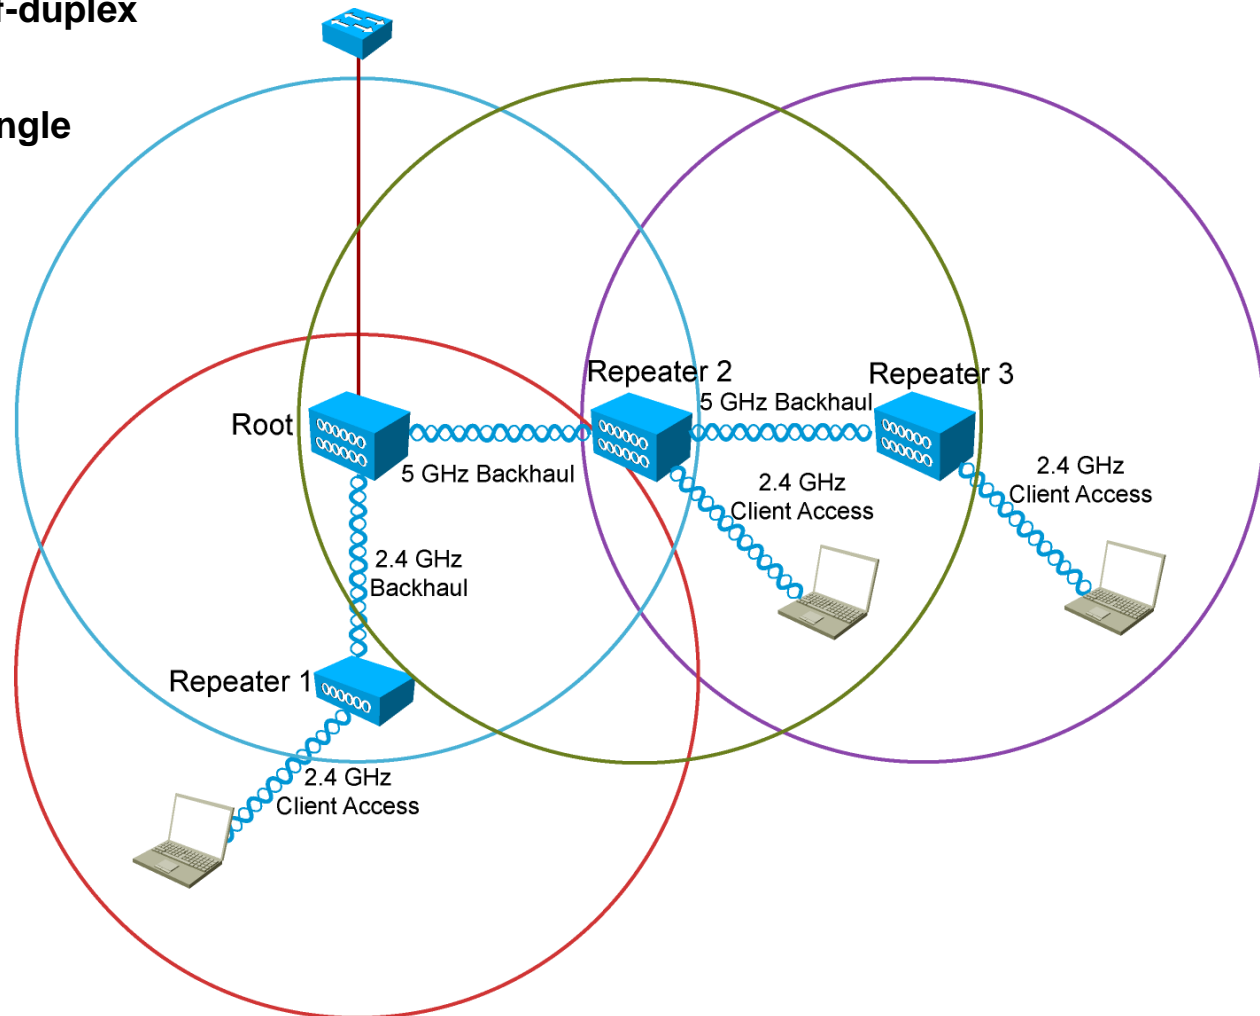 f-duplex
ngle
Repeater 2
Repeater 3
5 GHz Backhaul
Root
5 GHz Backhaul
2.4 GHz
Client Access
2.4 GHz
Client Access
2.4 GHz
Backhaul
Repeater 1
2.4 GHz
Client Access